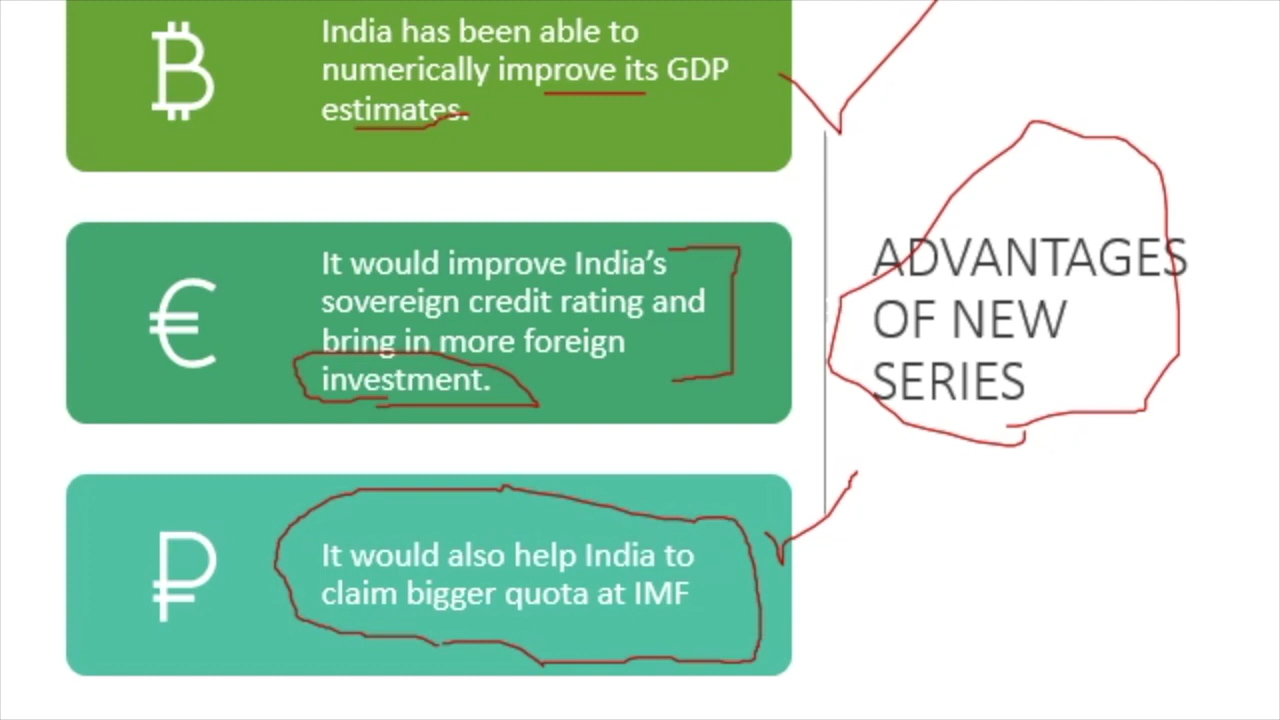 India has been able to
numerically improve its GDP
estimates.
It would improve India’s
sovereign credit rating and
bring in more foreign
investment.
It would also help India to
claim bigger quota at IMF
ADVANTAGES
OF NEW
SERIES